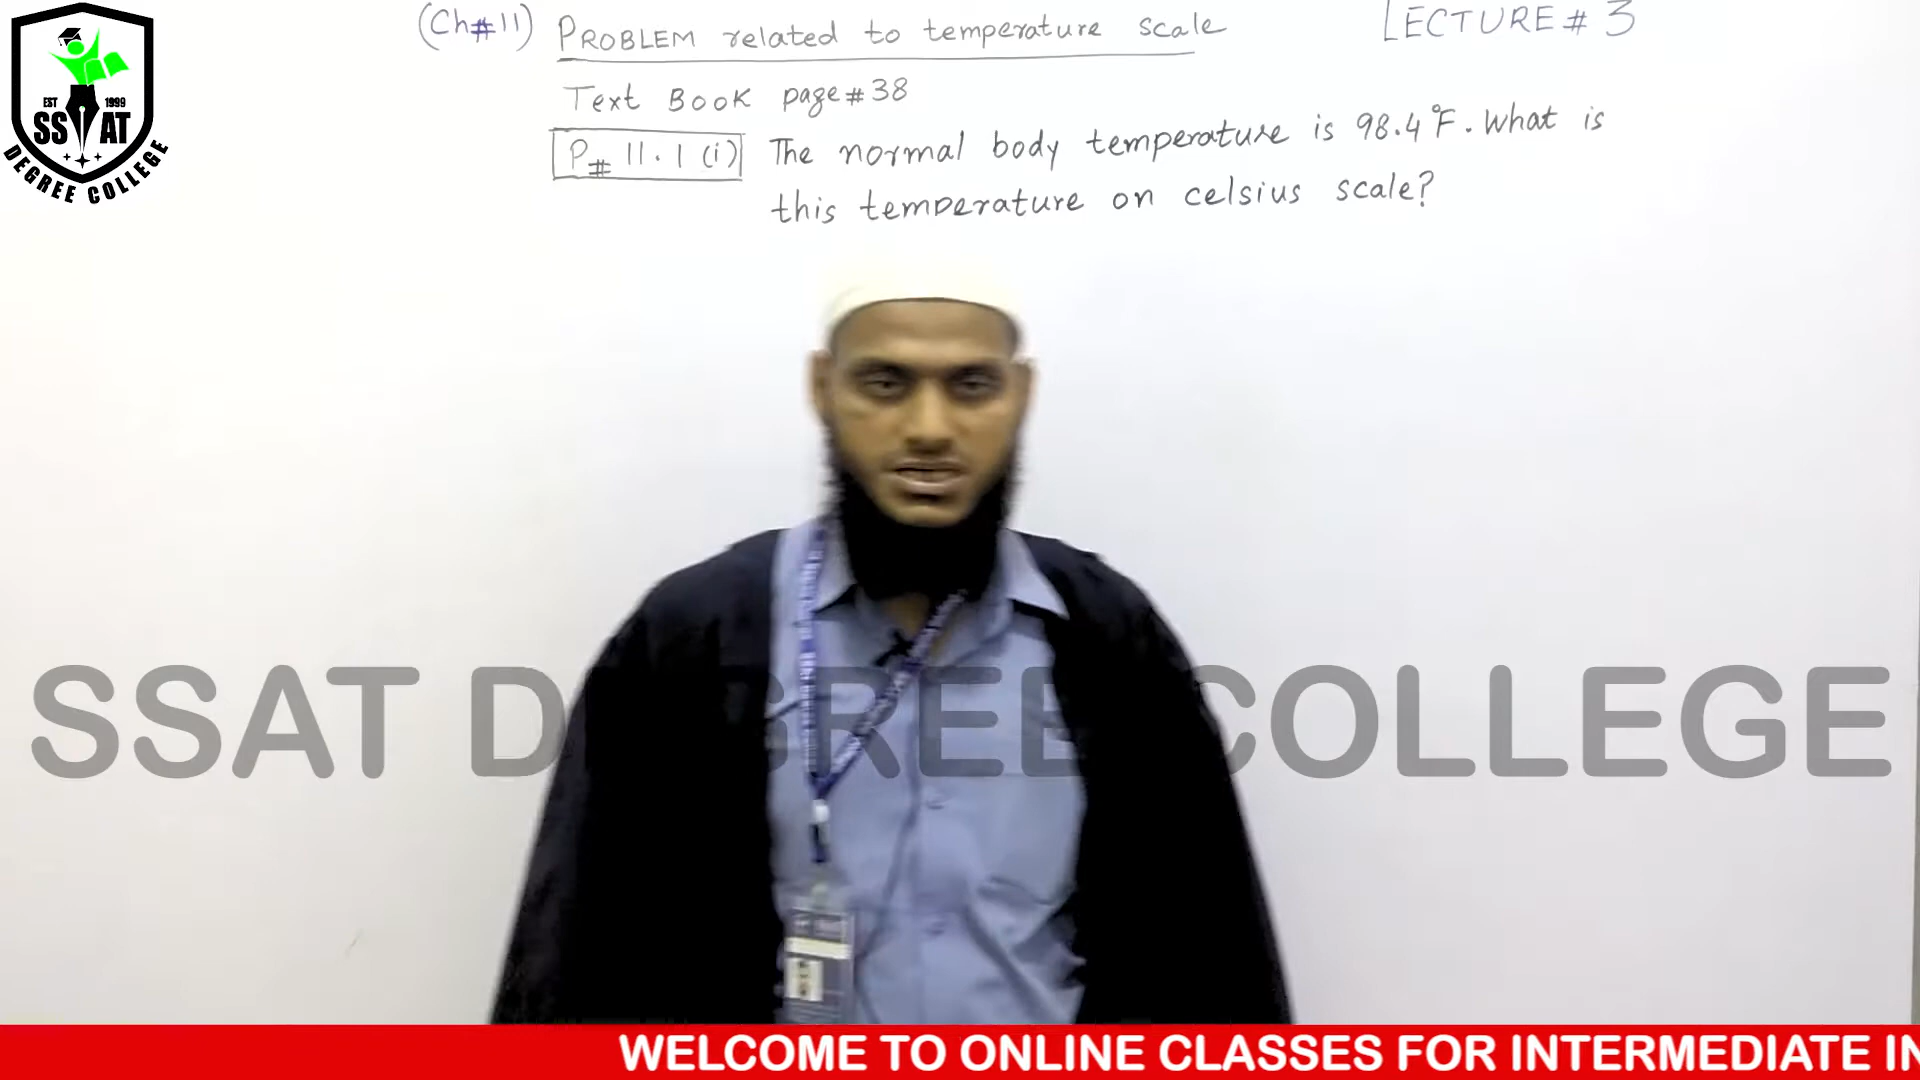 (Ch#11) PROBLEM related to temperature scale
LECTURE # 3
Text BOOK page#38
P# 11.1 (i) The normal body temperature is 98.4°F. What is
this temperature on celsius scale?
EST 1999
SSAT
DEGREE COLLEGE
SSAT DEGREE COLLEGE
WELCOME TO ONLINE CLASSES FOR INTERMEDIATE IN